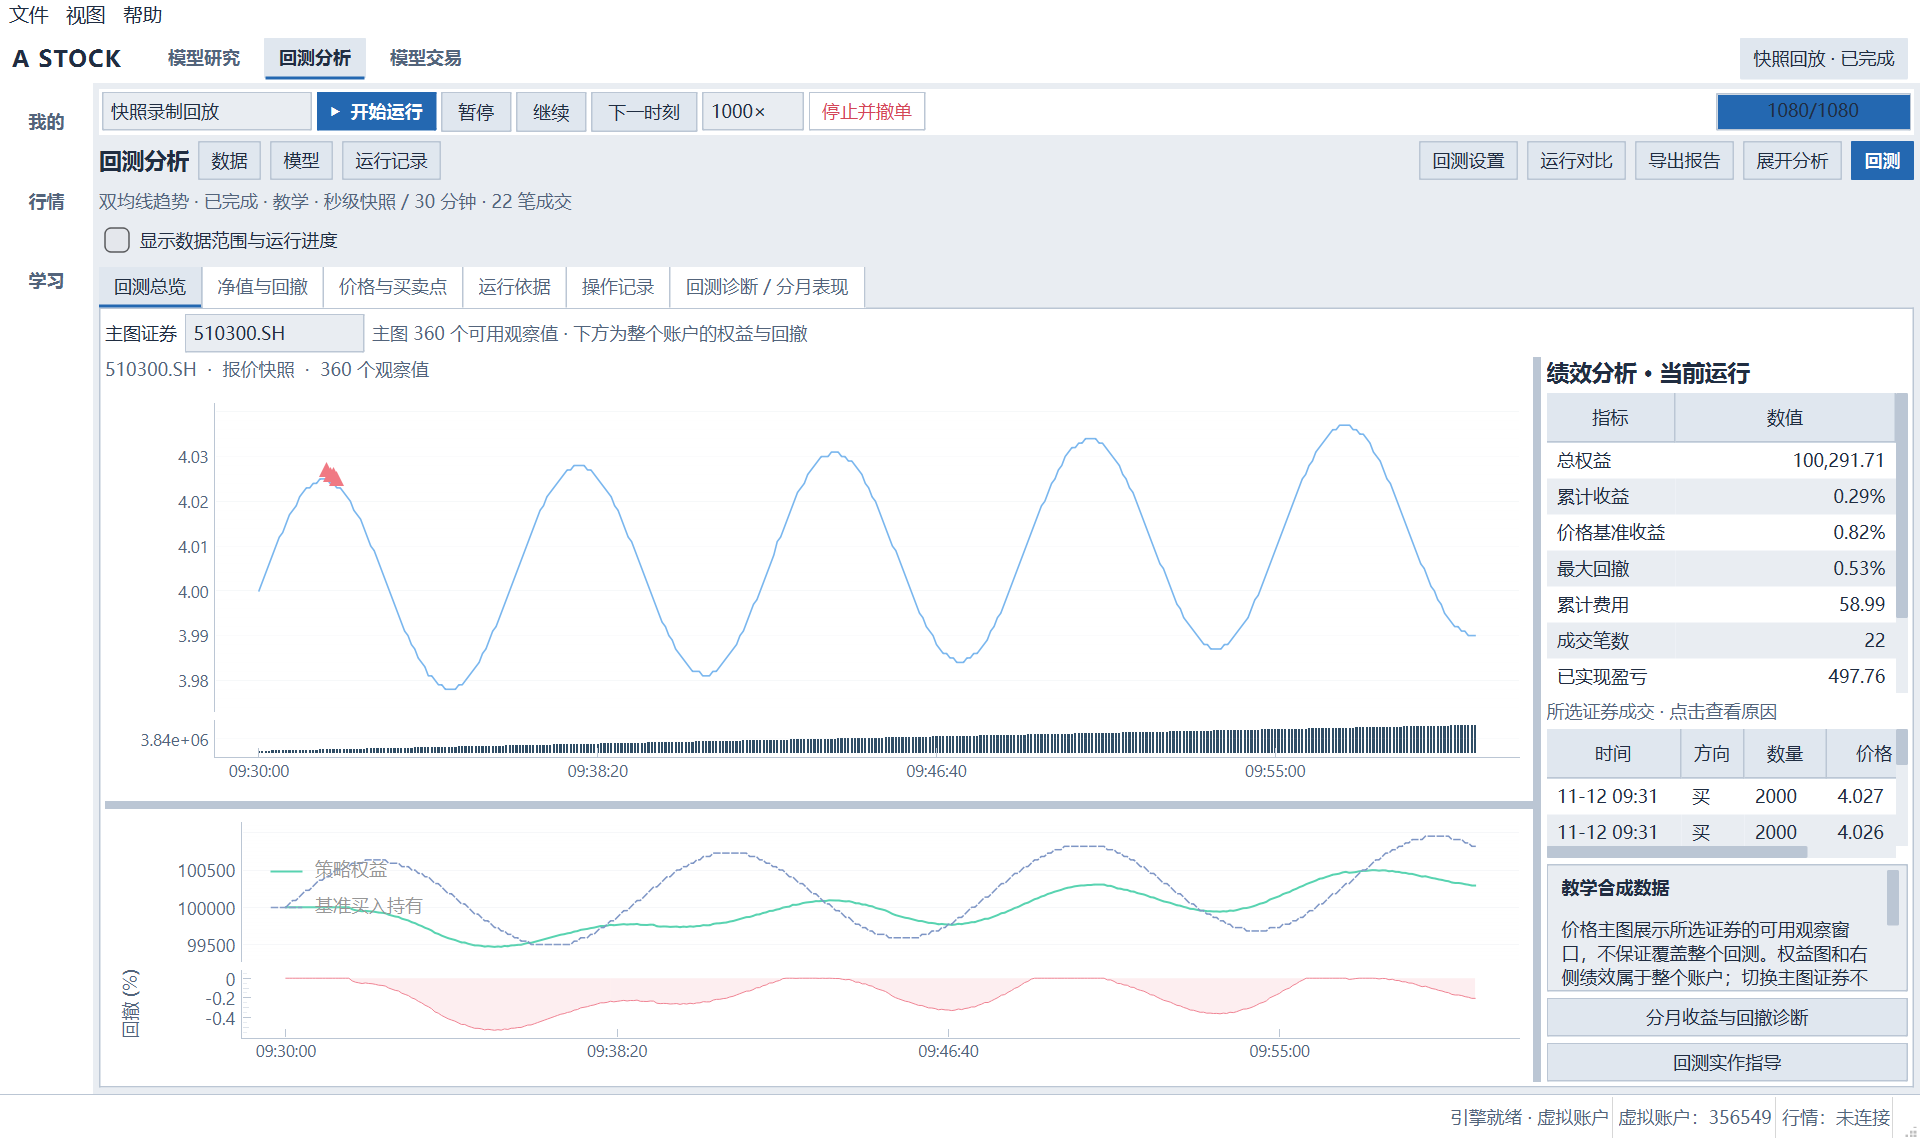 文件 视图 帮助
A STOCK 模型研究 回测分析 模型交易 快照回放 · 已完成
我的
行情
学习
快照录制回放 ▶ 开始运行 暂停 继续 下一时刻 1000× 停止并撤单 1080/1080
回测分析 数据 模型 运行记录 回测设置 运行对比 导出报告 展开分析 回测
双均线趋势 · 已完成 · 教学 · 秒级快照 / 30 分钟 · 22 笔成交
显示数据范围与运行进度
回测总览 净值与回撤 价格与买卖点 运行依据 操作记录 回测诊断 / 分月表现
主图证券 510300.SH 主图 360 个可用观察值 · 下方为整个账户的权益与回撤
510300.SH · 报价快照 · 360 个观察值
4.03
4.02
4.01
4.00
3.99
3.98
3.84e+06
09:30:00 09:38:20 09:46:40 09:55:00
100500
100000
99500
策略权益
基准买入持有
回撤 (%)
0
-0.2
-0.4
09:30:00 09:38:20 09:46:40 09:55:00
绩效分析 • 当前运行
指标 数值
总权益 100,291.71
累计收益 0.29%
价格基准收益 0.82%
最大回撤 0.53%
累计费用 58.99
成交笔数 22
已实现盈亏 497.76
所选证券成交 · 点击查看原因
时间 方向 数量 价格
11-12 09:31 买 2000 4.027
11-12 09:31 买 2000 4.026
教学合成数据
价格主图展示所选证券的可用观察窗
口，不保证覆盖整个回测。权益图和右
侧绩效属于整个账户；切换主图证券不
分月收益与回撤诊断
回测实作指导
引擎就绪 · 虚拟账户 虚拟账户：356549 行情：未连接